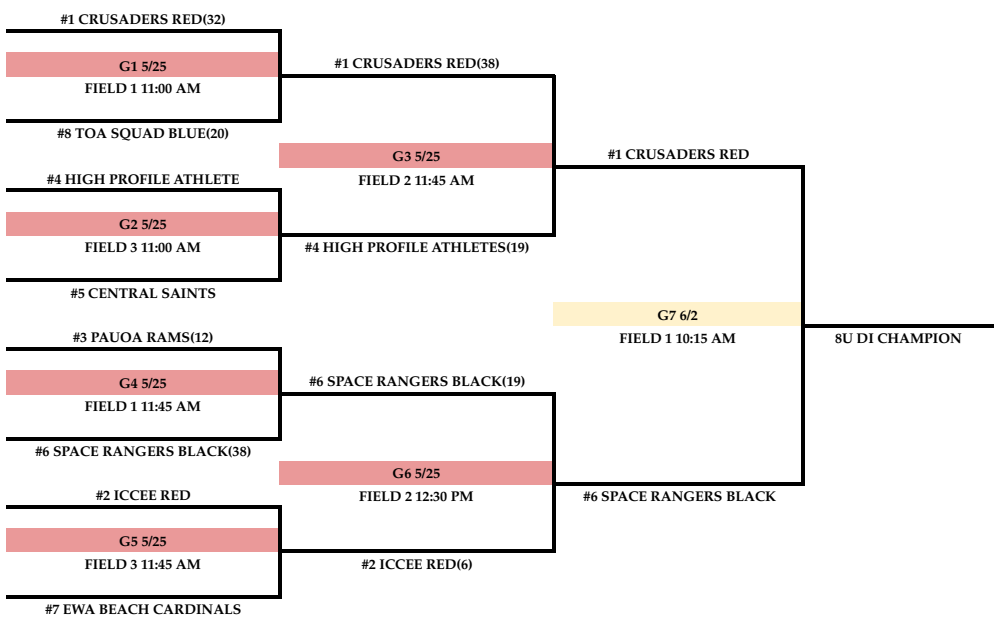 #1 CRUSADERS RED(32)
G1 5/25
FIELD 1 11:00 AM
#8 TOA SQUAD BLUE(20)
#4 HIGH PROFILE ATHLETE
G2 5/25
FIELD 3 11:00 AM
#5 CENTRAL SAINTS
#3 PAUOA RAMS(12)
G4 5/25
FIELD 1 11:45 AM
#6 SPACE RANGERS BLACK(38)
#2 ICCEE RED
G5 5/25
FIELD 3 11:45 AM
#7 EWA BEACH CARDINALS
#1 CRUSADERS RED(38)
G3 5/25
FIELD 2 11:45 AM
#4 HIGH PROFILE ATHLETES(19)
#6 SPACE RANGERS BLACK(19)
G6 5/25
FIELD 2 12:30 PM
#2 ICCEE RED(6)
#1 CRUSADERS RED
G7 6/2
FIELD 1 10:15 AM
#6 SPACE RANGERS BLACK
8U DI CHAMPION